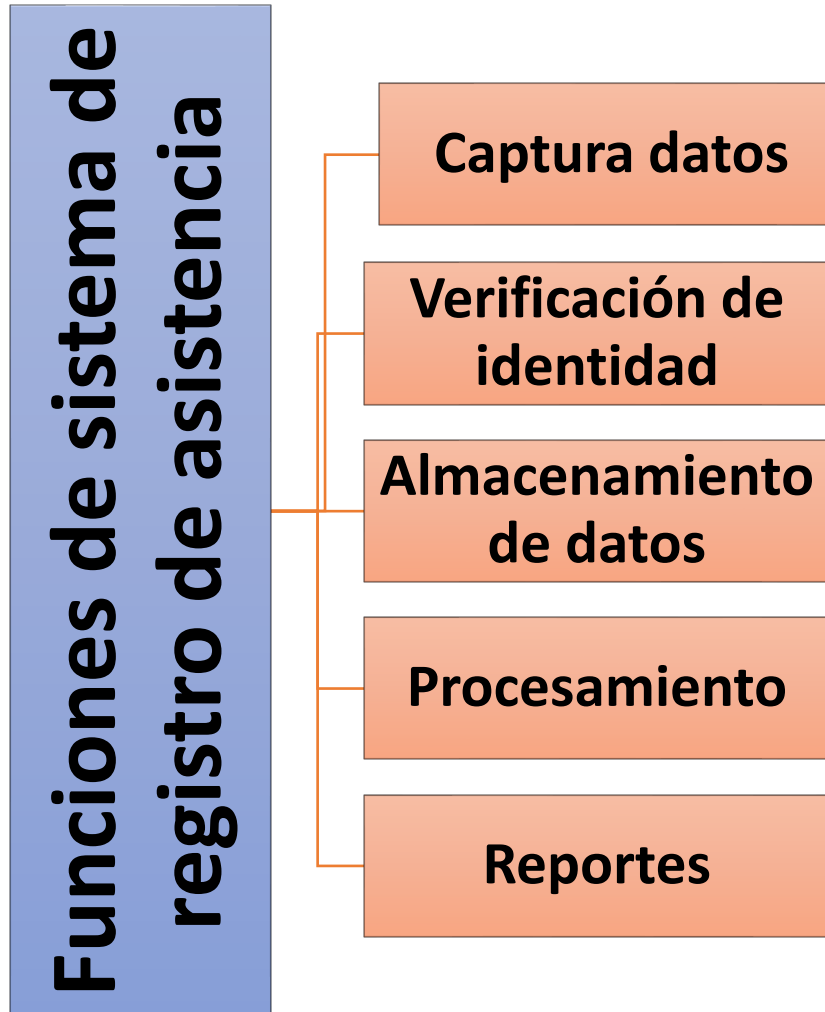 Funciones de sistema de
registro de asistencia
Captura datos
Verificación de
identidad
Almacenamiento
de datos
Procesamiento
Reportes